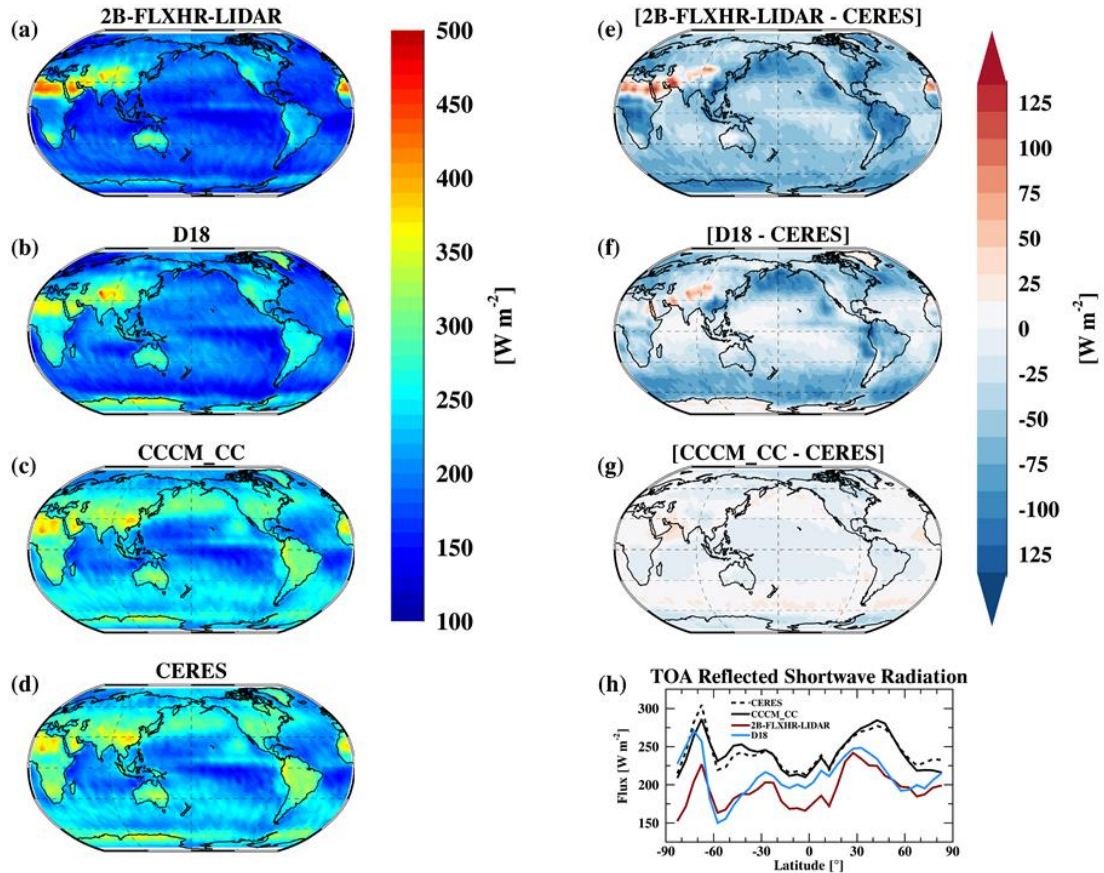 2B-FLXHR-LIDAR
(a)
500
450
400
350
300
250
200
150
100
[W m-2]
D18
(b)
CCCM_CC
(c)
CERES
(d)
[2B-FLXHR-LIDAR - CERES]
(e)
125
100
75
50
25
0
-25
-50
-75
-100
125
[W m-2]
[D18 - CERES]
(f)
[CCCM_CC - CERES]
(g)
TOA Reflected Shortwave Radiation
(h)
CERES
CCCM_CC
2B-FLXHR-LIDAR
D18
Flux [W m-2]
300
250
200
150
-90 -60 -30 0 30 60 90
Latitude [°]